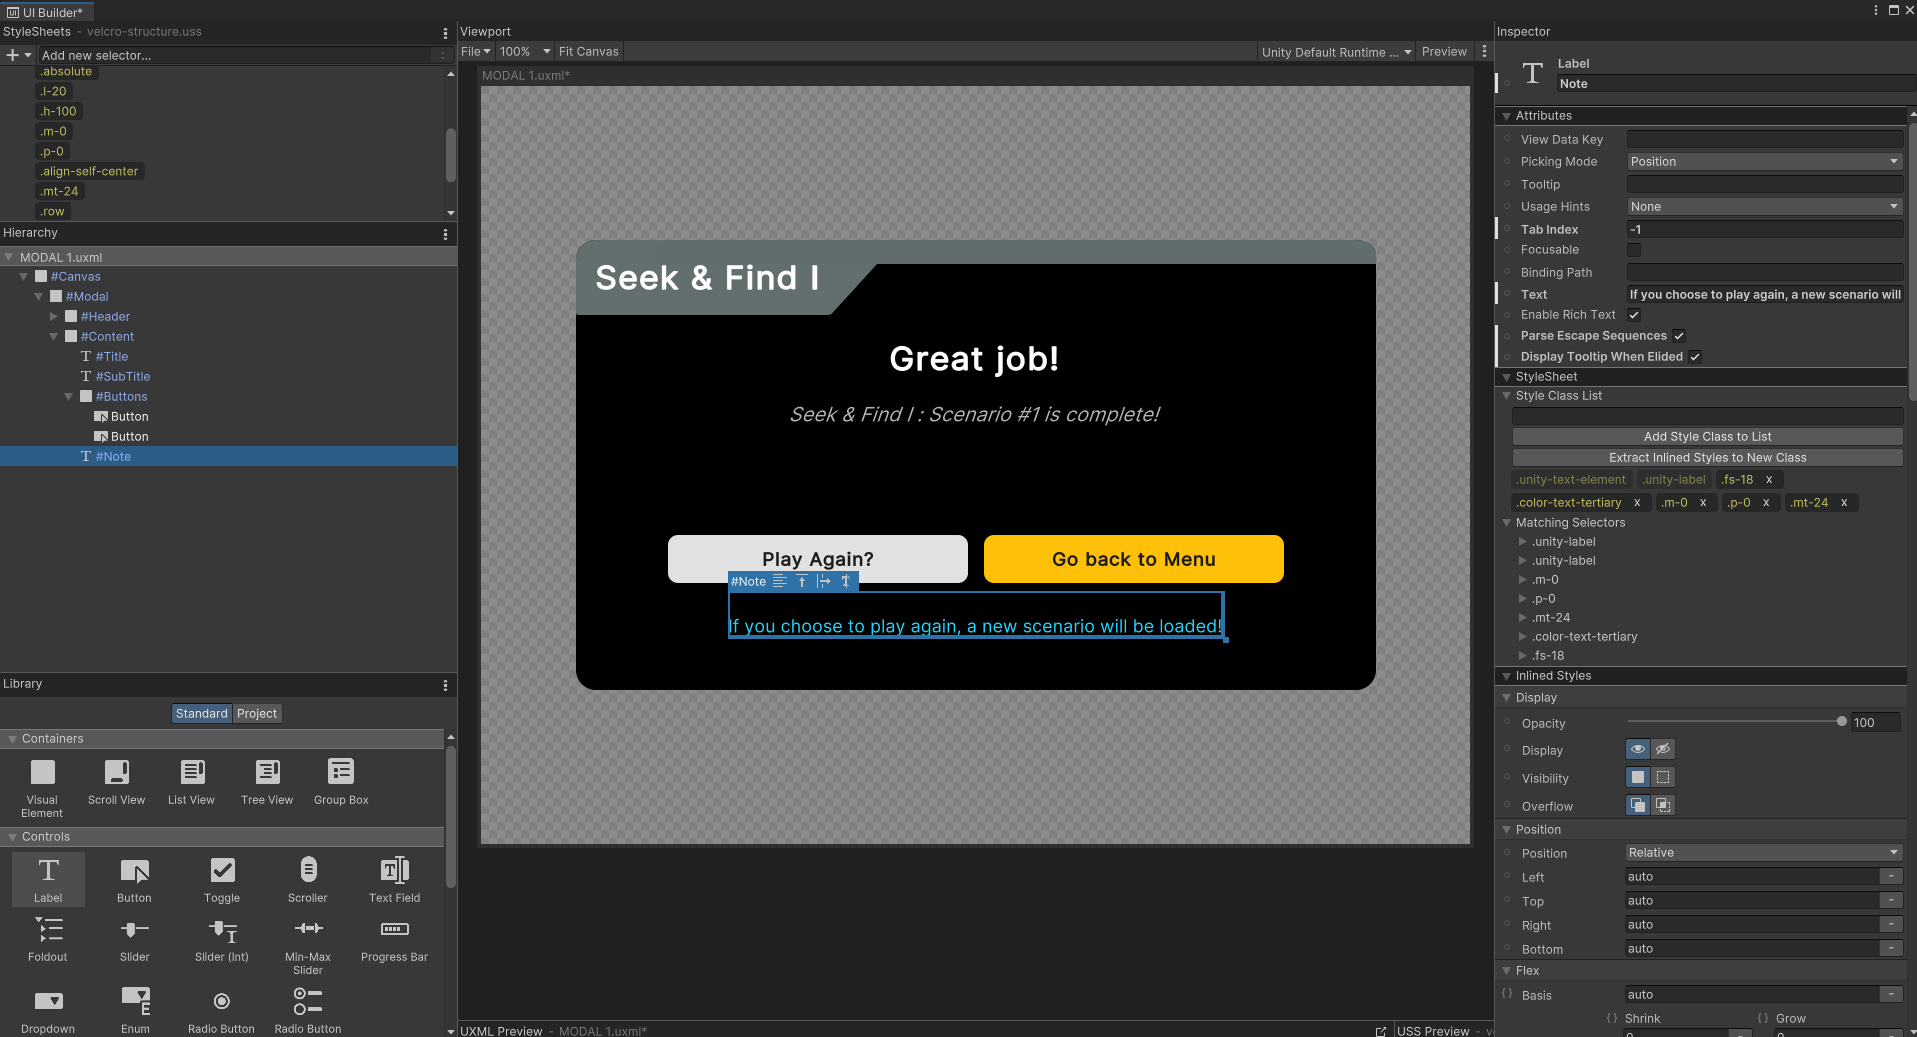 UI Builder*
StyleSheets - velcro-structure.uss
Add new selector...
.absolute
.l-20
.h-100
.m-0
.p-0
.align-self-center
.mt-24
.row
Hierarchy
MODAL 1.uxml
#Canvas
#Modal
#Header
#Content
#Title
#SubTitle
#Buttons
Button
Button
#Note
Library
Standard Project
Containers
Visual Element
Scroll View
List View
Tree View
Group Box
Controls
Label
Button
Toggle
Scroller
Text Field
Foldout
Slider
Slider (Int)
Min-Max Slider
Progress Bar
Dropdown
Enum
Radio Button
Radio Button
Viewport
File 100% Fit Canvas Unity Default Runtime ... Preview
MODAL 1.uxml*
Seek & Find I
Great job!
Seek & Find I : Scenario #1 is complete!
Play Again?
Go back to Menu
#Note
If you choose to play again, a new scenario will be loaded!
UXML Preview - MODAL 1.uxml*
USS Preview
Inspector
Label
Note
Attributes
View Data Key
Picking Mode Position
Tooltip
Usage Hints None
Tab Index -1
Focusable
Binding Path
Text If you choose to play again, a new scenario will
Enable Rich Text
Parse Escape Sequences
Display Tooltip When Elided
StyleSheet
Style Class List
Add Style Class to List
Extract Inlined Styles to New Class
.unity-text-element .unity-label .fs-18 x
.color-text-tertiary x .m-0 x .p-0 x .mt-24 x
Matching Selectors
.unity-label
.unity-label
.m-0
.p-0
.mt-24
.color-text-tertiary
.fs-18
Inlined Styles
Display
Opacity 100
Display
Visibility
Overflow
Position
Position Relative
Left auto
Top auto
Right auto
Bottom auto
Flex
Basis auto
Shrink Grow